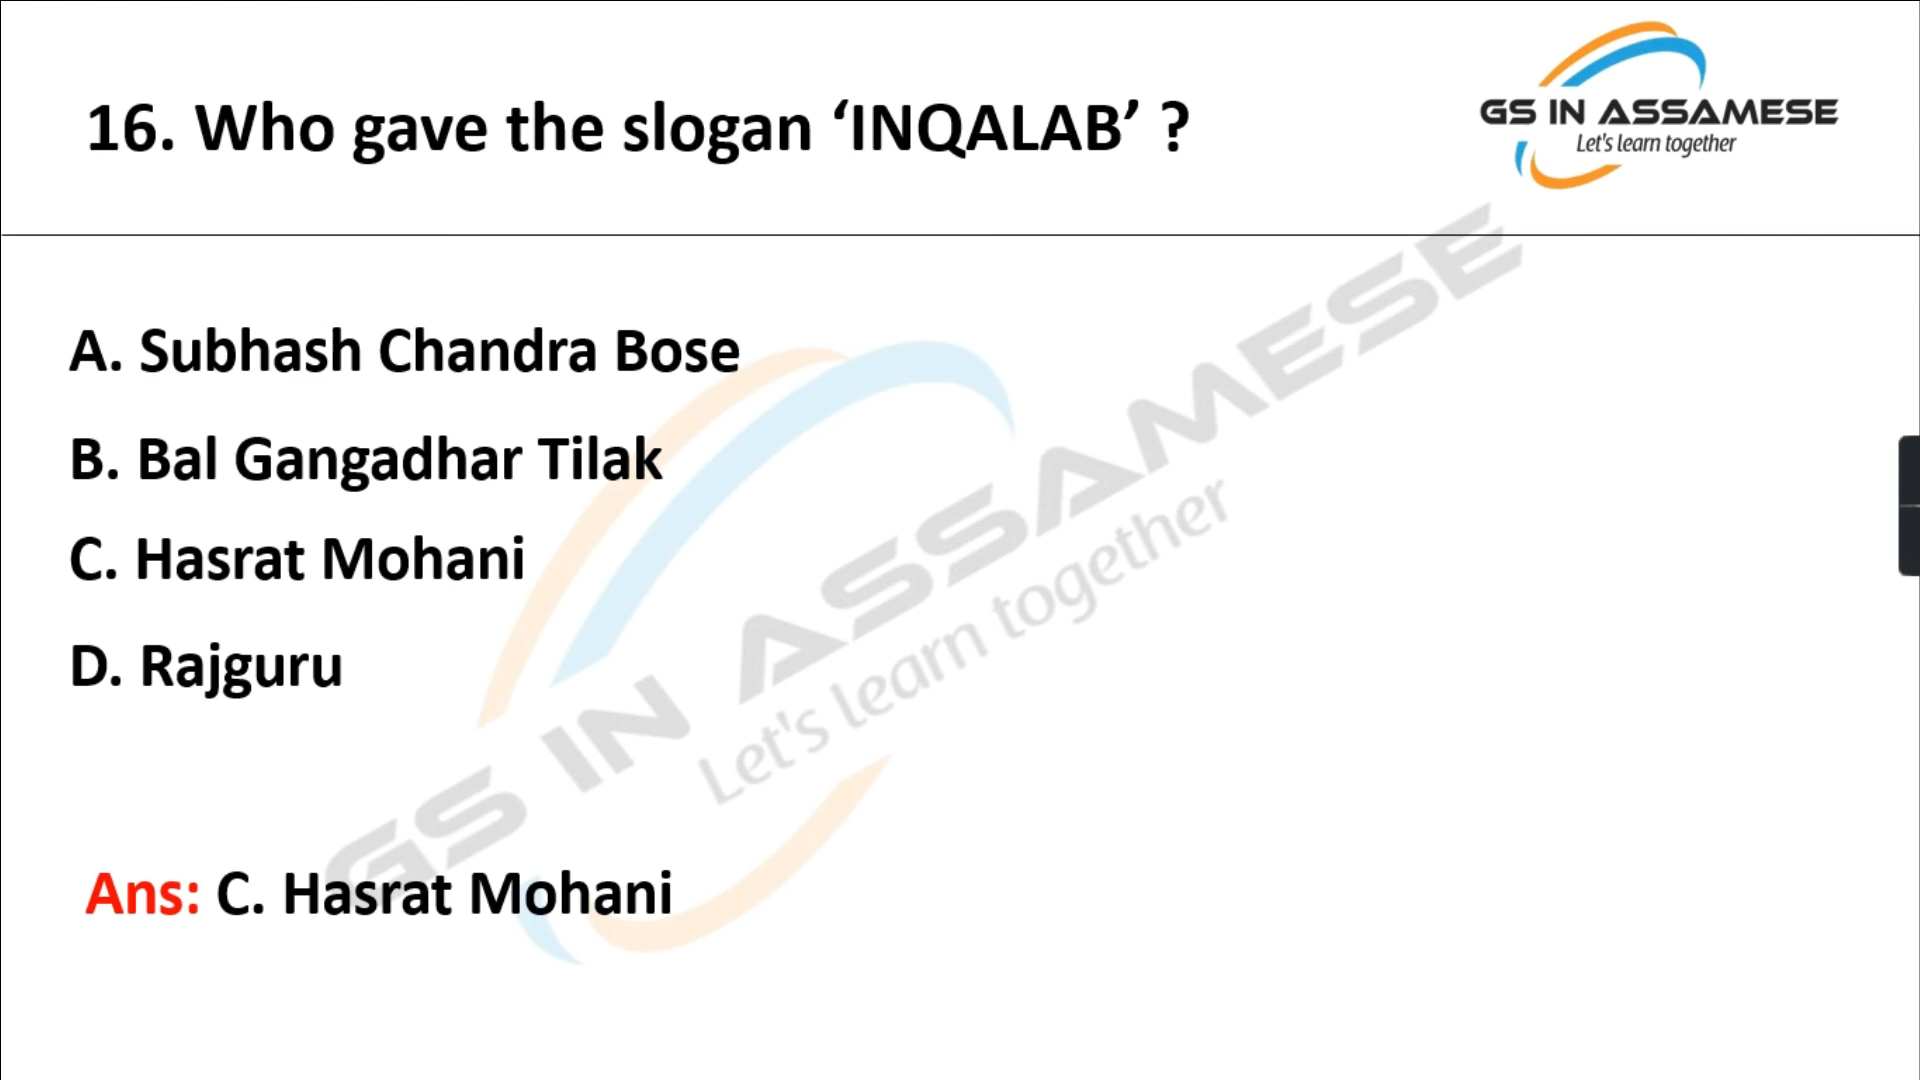 16. Who gave the slogan ‘INQALAB’ ?
GS IN ASSAMESE
Let's learn together
A. Subhash Chandra Bose
B. Bal Gangadhar Tilak
C. Hasrat Mohani
D. Rajguru
GS IN ASSAMESE
Let's learn together
Ans: C. Hasrat Mohani